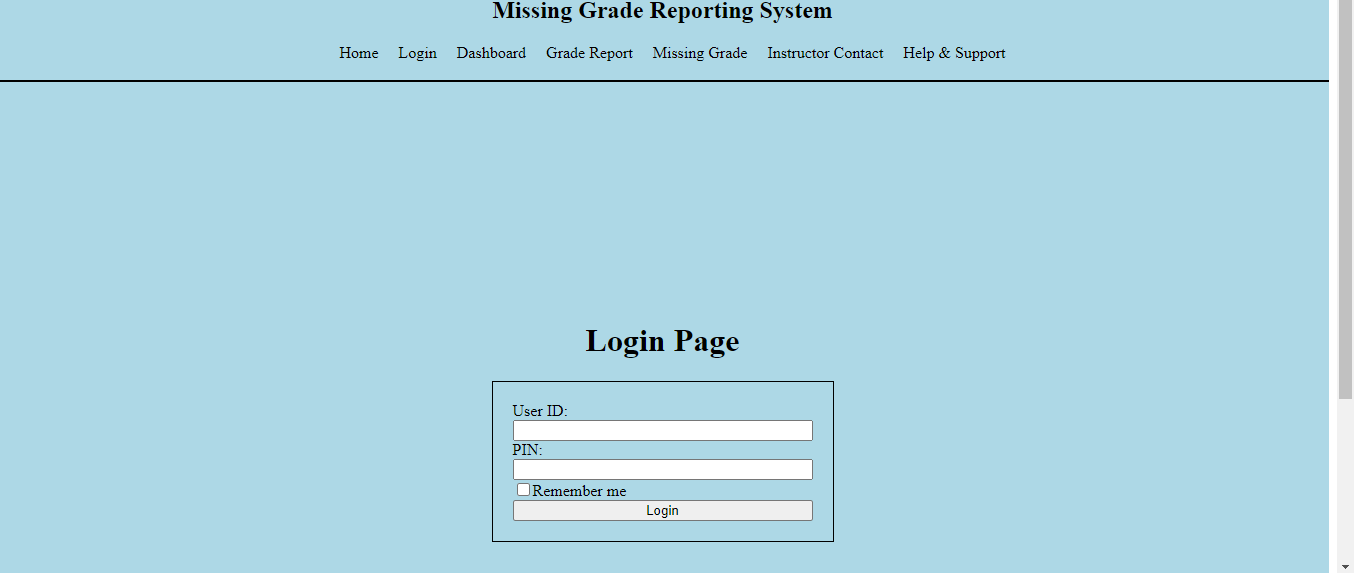 Missing Grade Reporting System
Home Login Dashboard Grade Report Missing Grade Instructor Contact Help & Support
Login Page
User ID:
PIN:
Remember me
Login